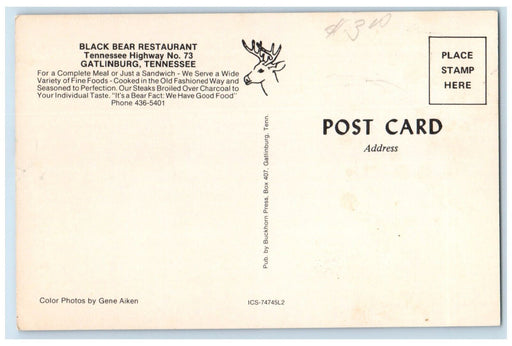 BLACK BEAR RESTAURANT
Tennessee Highway No. 73
GATLINBURG, TENNESSEE
For a Complete Meal or Just a Sandwich - We Serve a Wide
Variety of Fine Foods - Cooked in the Old Fashioned Way and
Seasoned to Perfection. Our Steaks Broiled Over Charcoal to
Your Individual Taste. "It's a Bear Fact: We Have Good Food"
Phone 436-5401
Color Photos by Gene Aiken
Pub. by Buckhorn Press, Box 407, Gatlinburg, Tenn.
ICS-74745L2
PLACE
STAMP
HERE
POST CARD
Address